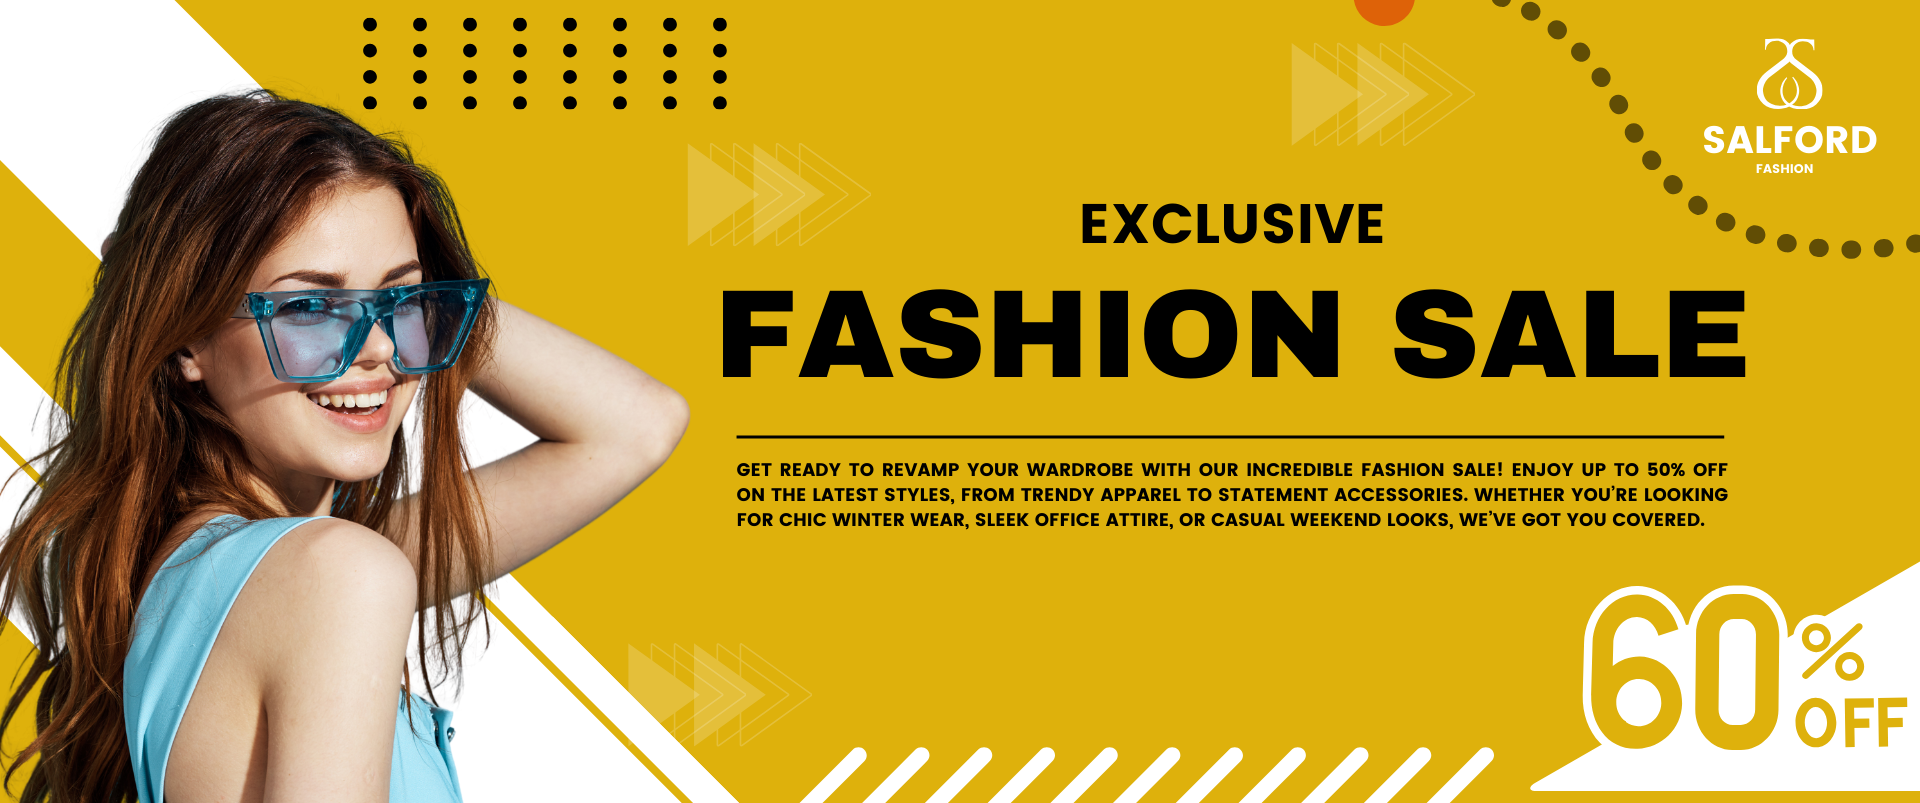 SALFORD
FASHION
EXCLUSIVE
FASHION SALE
GET READY TO REVAMP YOUR WARDROBE WITH OUR INCREDIBLE FASHION SALE! ENJOY UP TO 50% OFF
ON THE LATEST STYLES, FROM TRENDY APPAREL TO STATEMENT ACCESSORIES. WHETHER YOU’RE LOOKING
FOR CHIC WINTER WEAR, SLEEK OFFICE ATTIRE, OR CASUAL WEEKEND LOOKS, WE’VE GOT YOU COVERED.
60%
OFF